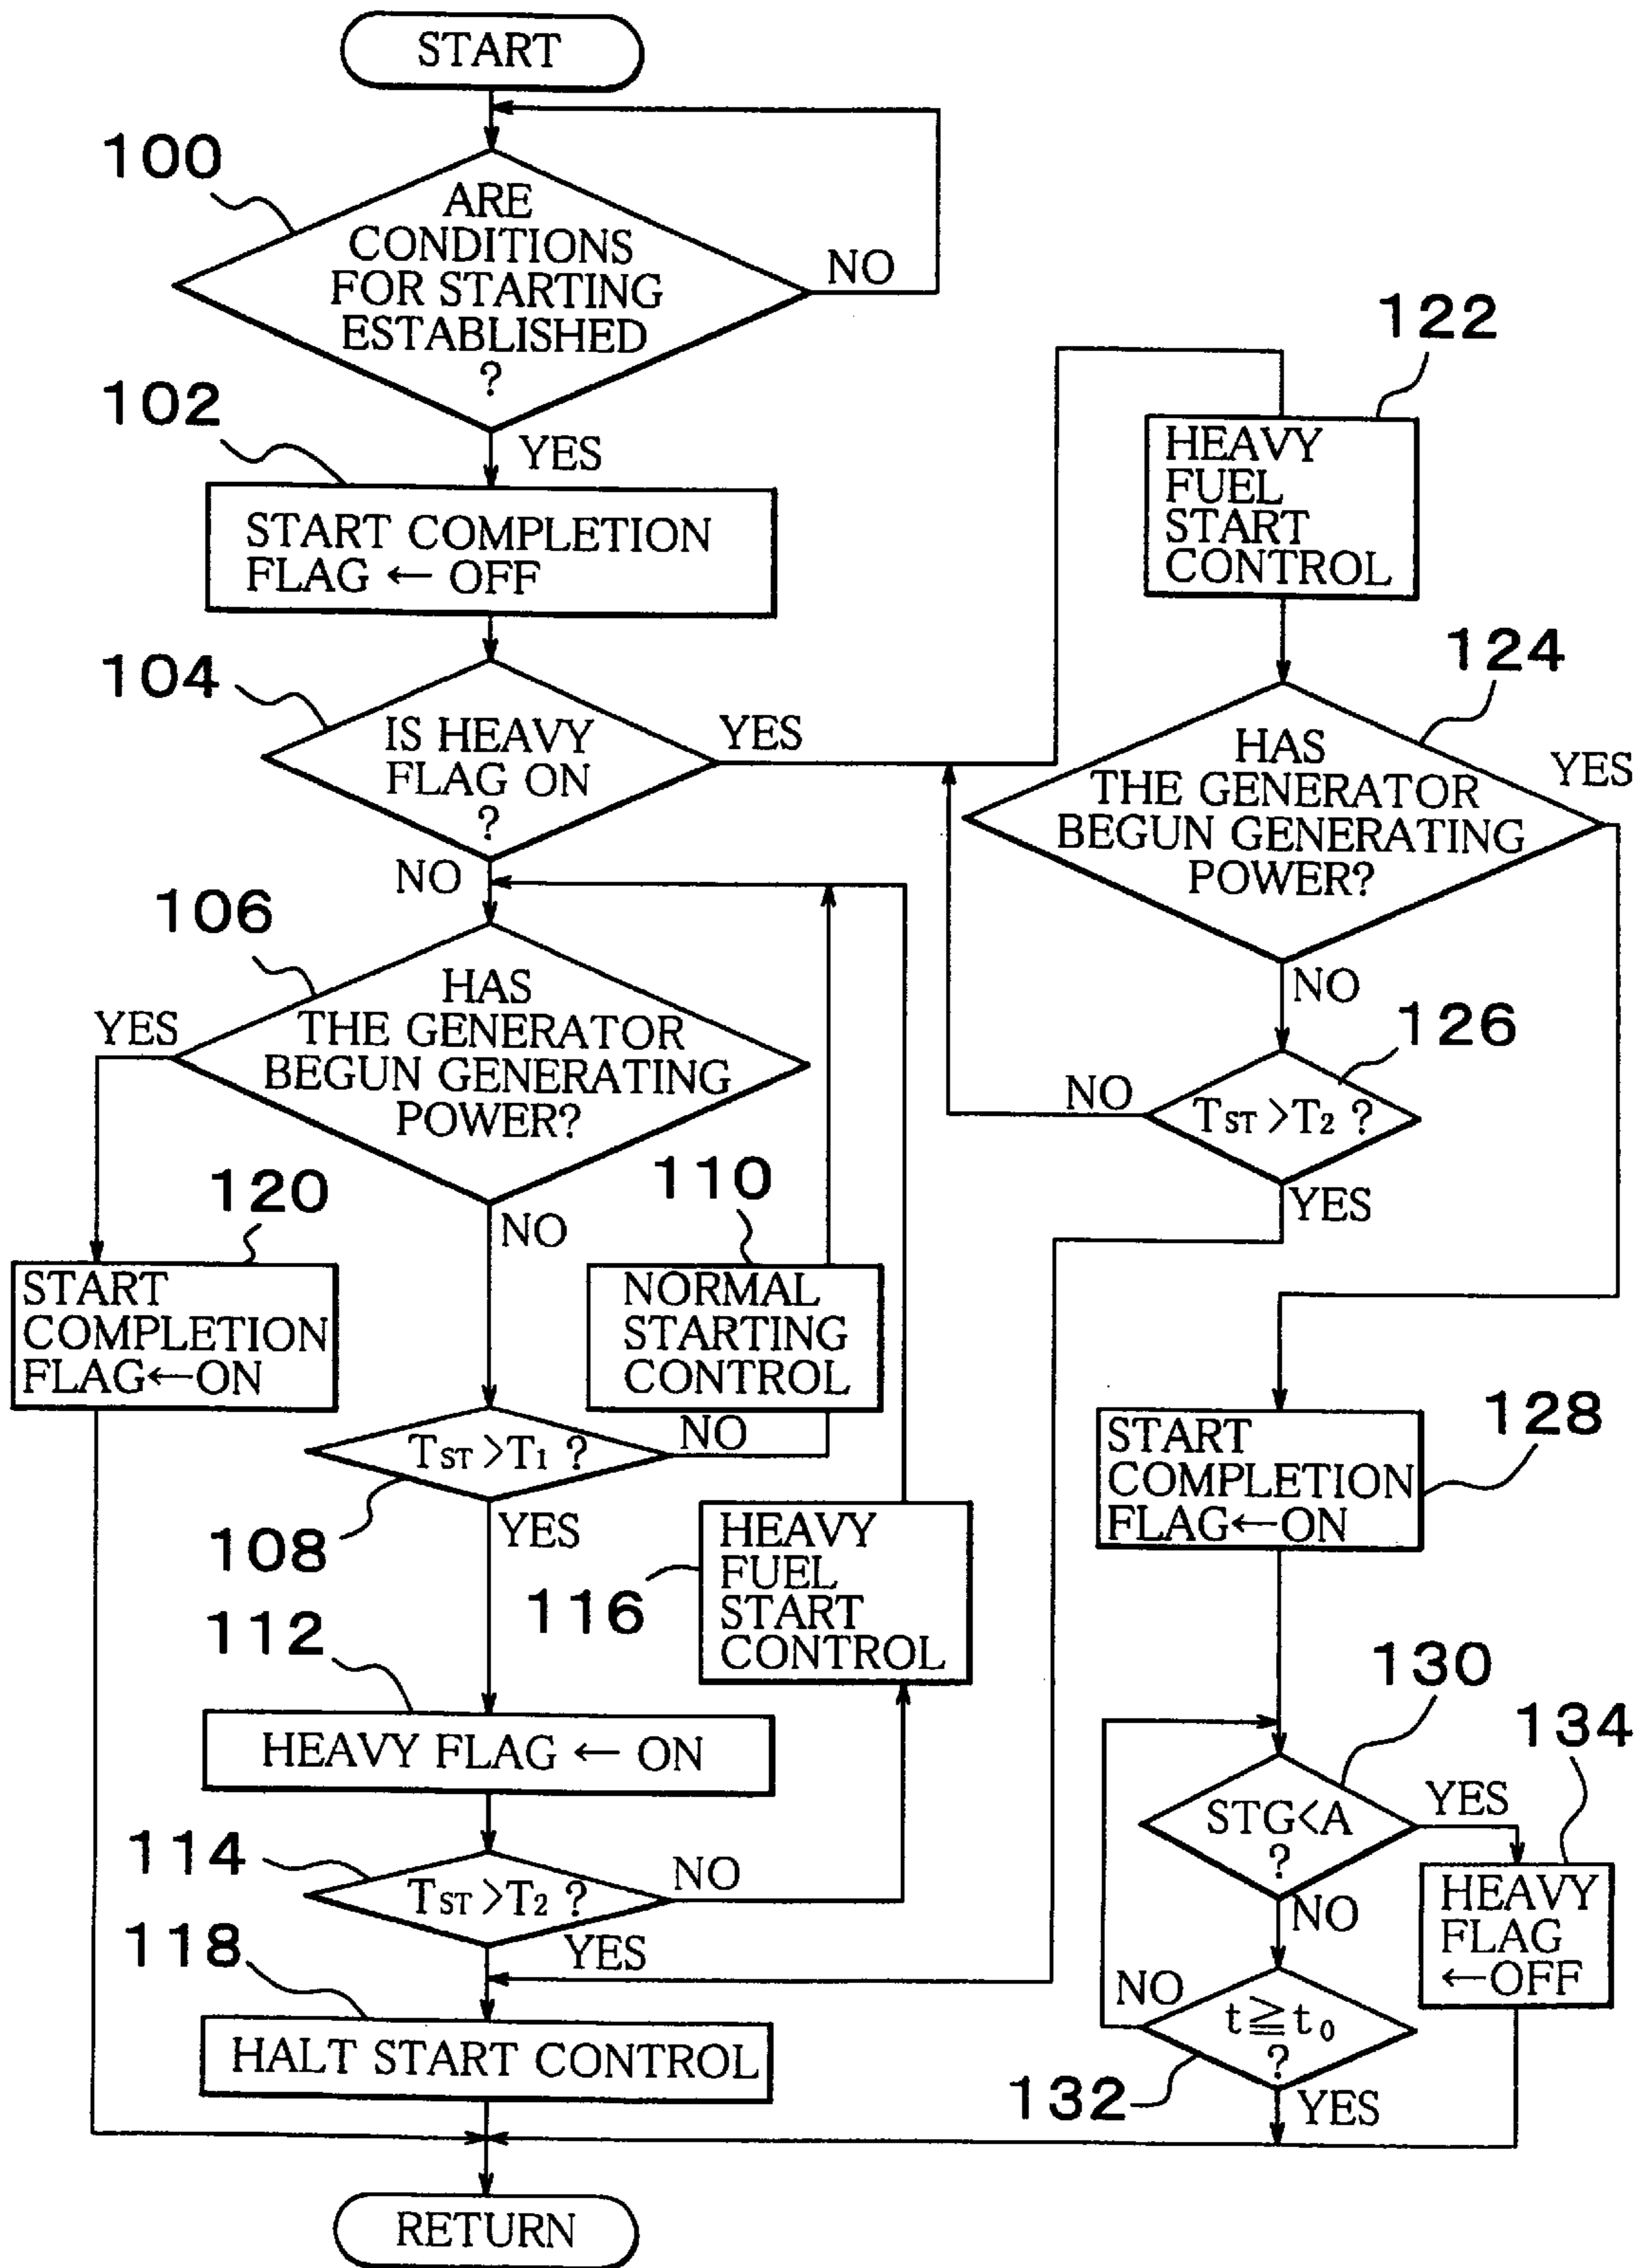 START
100
ARE
CONDITIONS
FOR STARTING
ESTABLISHED
?
NO
YES
102
START COMPLETION
FLAG ← OFF
104
IS HEAVY
FLAG ON
?
YES
NO
106
HAS
THE GENERATOR
BEGUN GENERATING
POWER?
YES
NO
120
START
COMPLETION
FLAG←ON
110
NORMAL
STARTING
CONTROL
108
TST >T1 ?
NO
YES
116
HEAVY
FUEL
START
CONTROL
112
HEAVY FLAG ← ON
114
TST >T2 ?
NO
YES
118
HALT START CONTROL
RETURN
122
HEAVY
FUEL
START
CONTROL
124
HAS
THE GENERATOR
BEGUN GENERATING
POWER?
YES
NO
126
TST >T2 ?
NO
YES
128
START
COMPLETION
FLAG←ON
130
STG<A
?
YES
NO
134
HEAVY
FLAG
←OFF
132
t≧t0
?
NO
YES